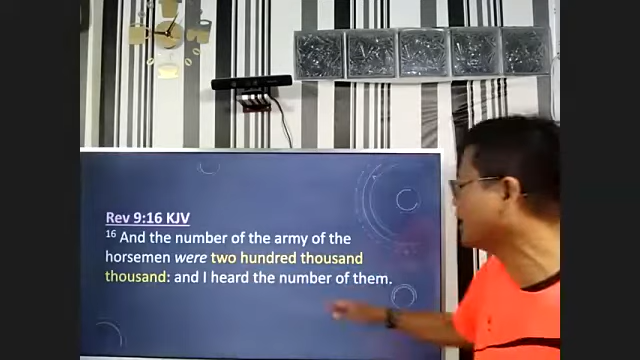 Rev 9:16 KJV
16 And the number of the army of the
horsemen were two hundred thousand
thousand: and I heard the number of them.